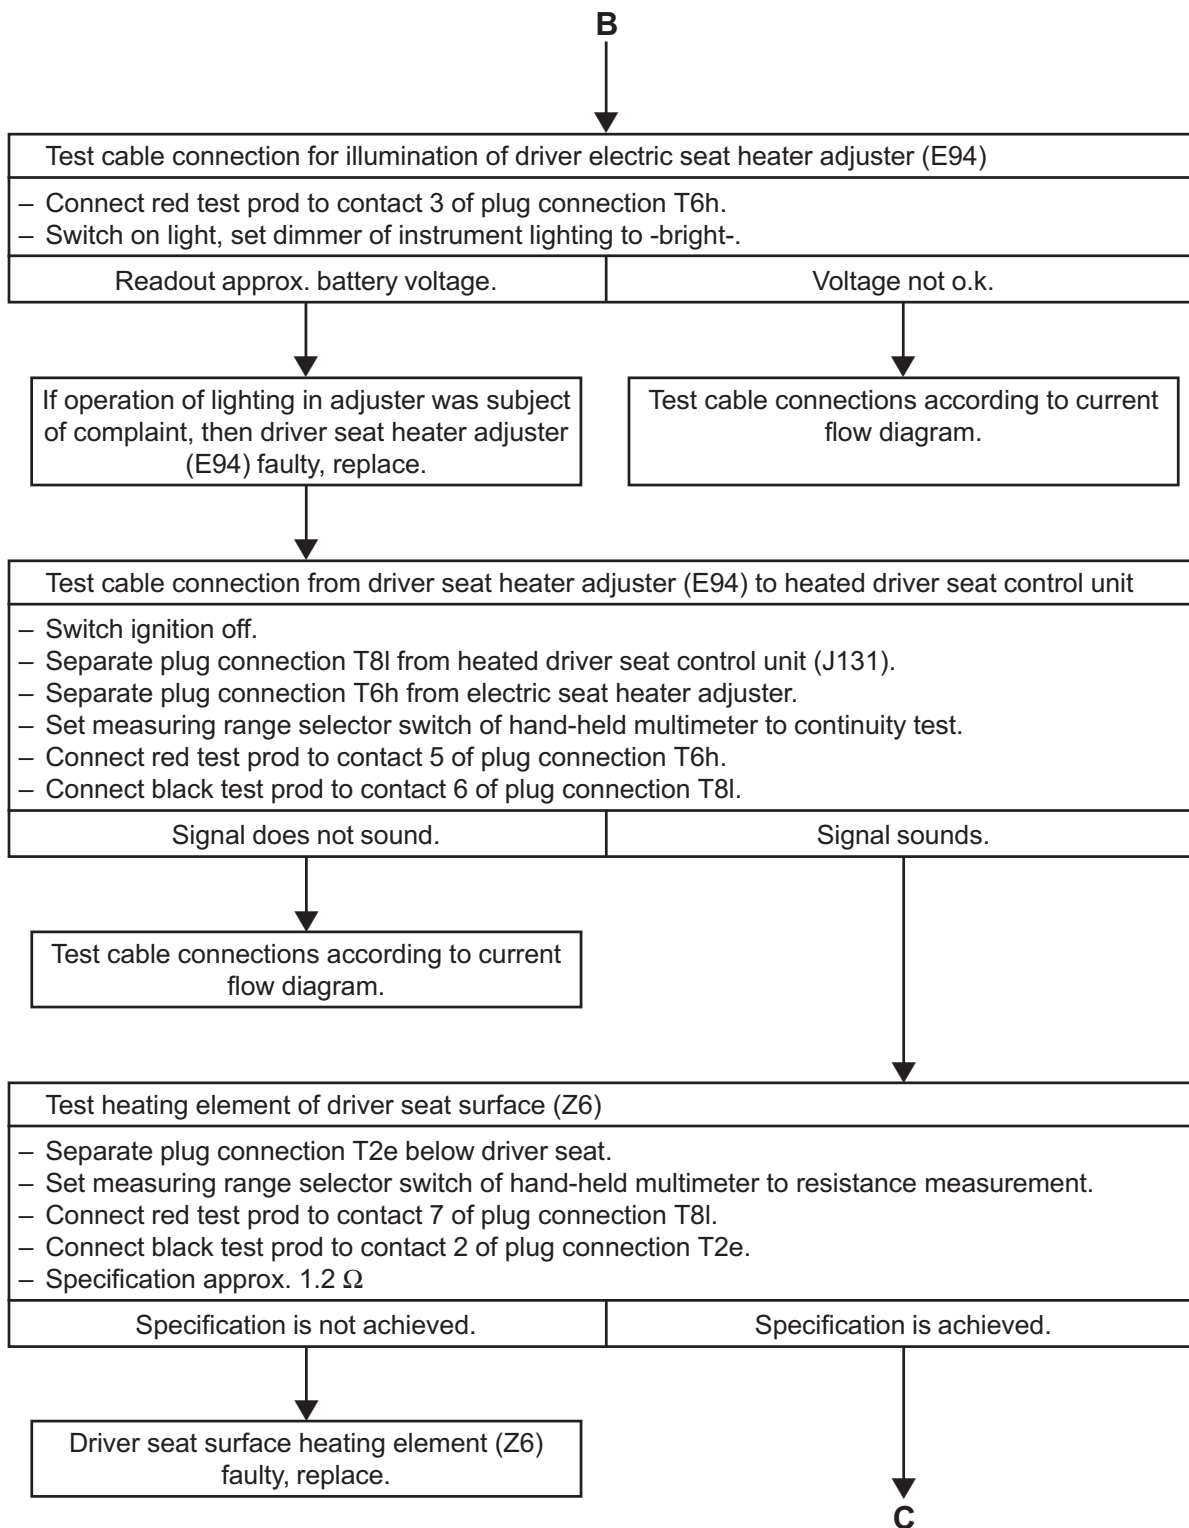 B
Test cable connection for illumination of driver electric seat heater adjuster (E94)
– Connect red test prod to contact 3 of plug connection T6h.
– Switch on light, set dimmer of instrument lighting to -bright-.
Readout approx. battery voltage.
Voltage not o.k.
If operation of lighting in adjuster was subject
of complaint, then driver seat heater adjuster
(E94) faulty, replace.
Test cable connections according to current
flow diagram.
Test cable connection from driver seat heater adjuster (E94) to heated driver seat control unit
– Switch ignition off.
– Separate plug connection T8l from heated driver seat control unit (J131).
– Separate plug connection T6h from electric seat heater adjuster.
– Set measuring range selector switch of hand-held multimeter to continuity test.
– Connect red test prod to contact 5 of plug connection T6h.
– Connect black test prod to contact 6 of plug connection T8l.
Signal does not sound.
Signal sounds.
Test cable connections according to current
flow diagram.
Test heating element of driver seat surface (Z6)
– Separate plug connection T2e below driver seat.
– Set measuring range selector switch of hand-held multimeter to resistance measurement.
– Connect red test prod to contact 7 of plug connection T8l.
– Connect black test prod to contact 2 of plug connection T2e.
– Specification approx. 1.2 Ω
Specification is not achieved.
Specification is achieved.
Driver seat surface heating element (Z6)
faulty, replace.
C